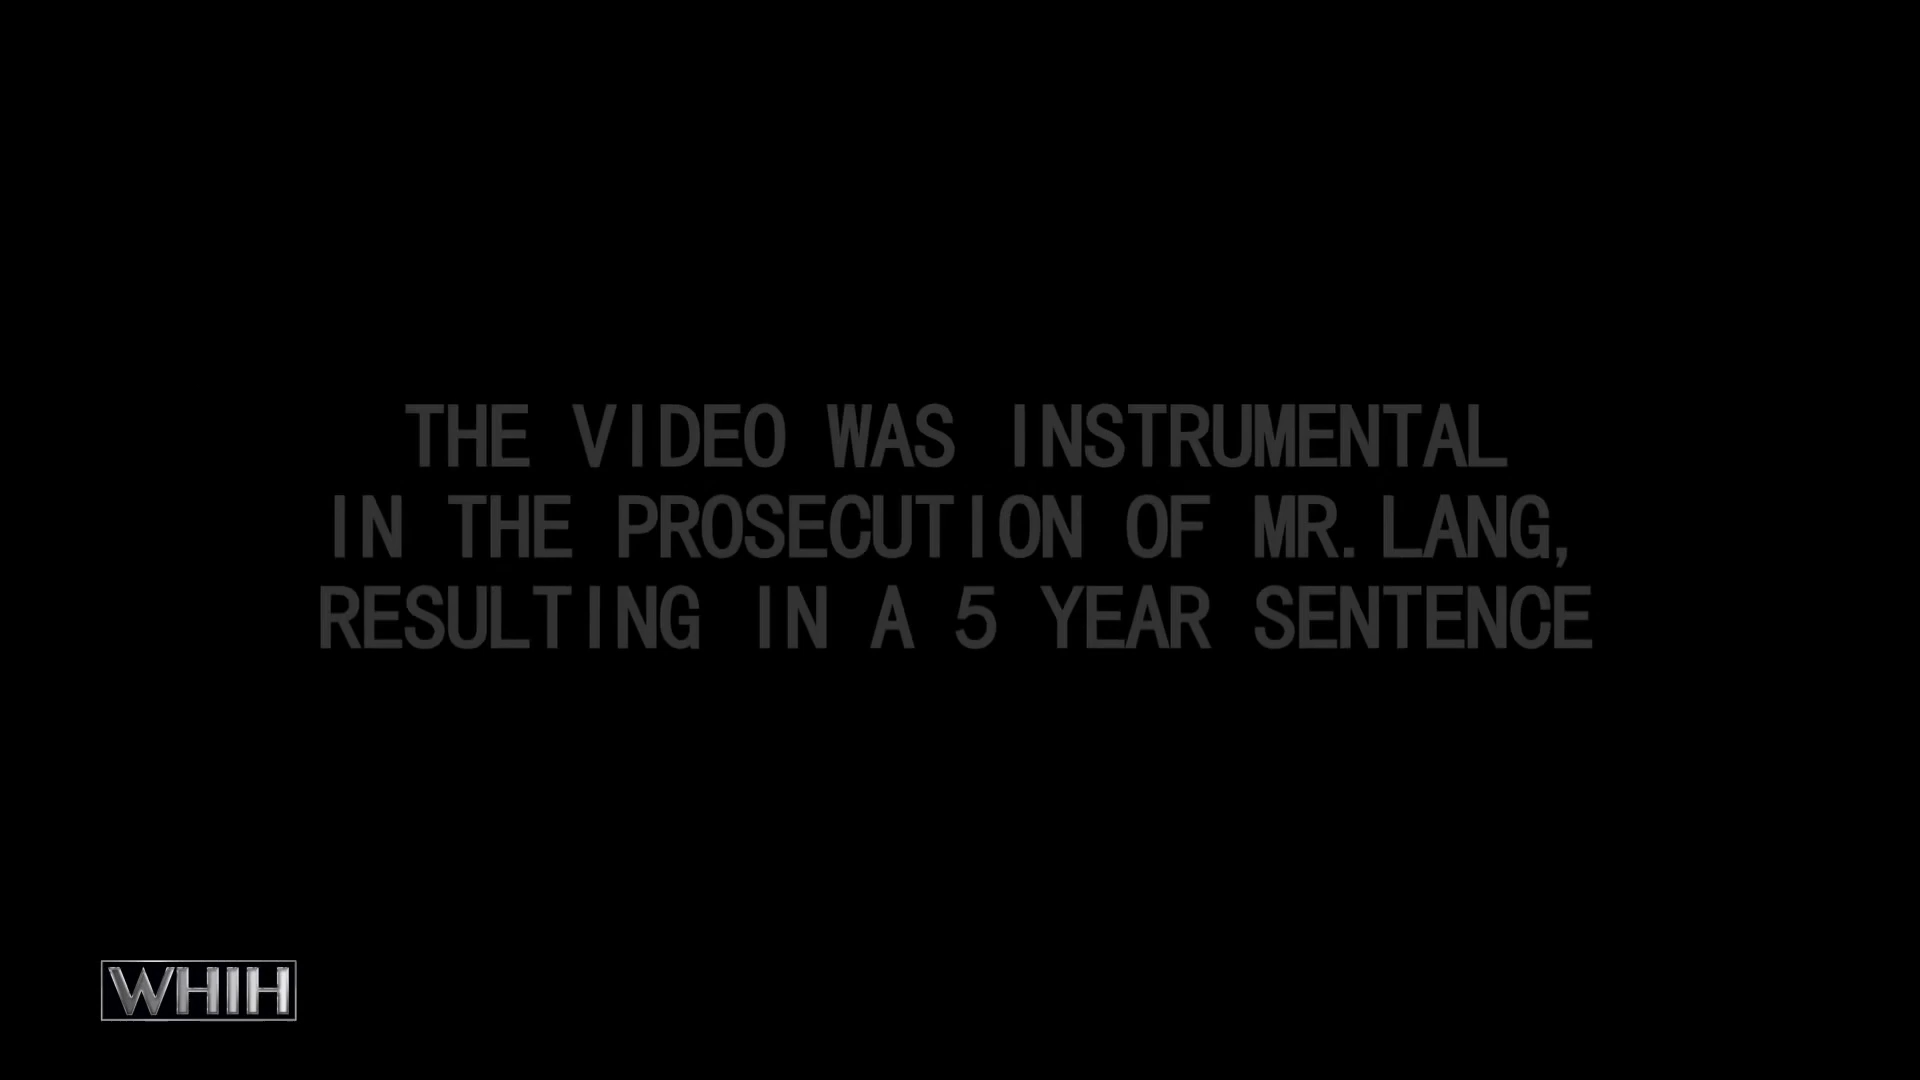 THE VIDEO WAS INSTRUMENTAL
IN THE PROSECUTION OF MR. LANG,
RESULTING IN A 5 YEAR SENTENCE
WHIH